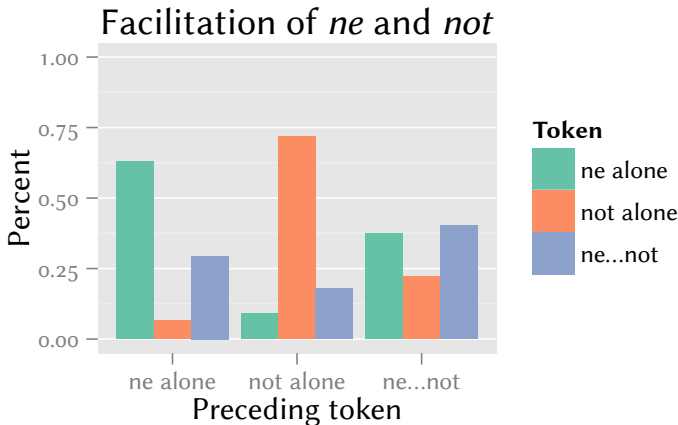 Facilitation of ne and not
Percent
1.00
0.75
0.50
0.25
0.00
ne alone not alone ne...not
Preceding token
Token
ne alone
not alone
ne...not